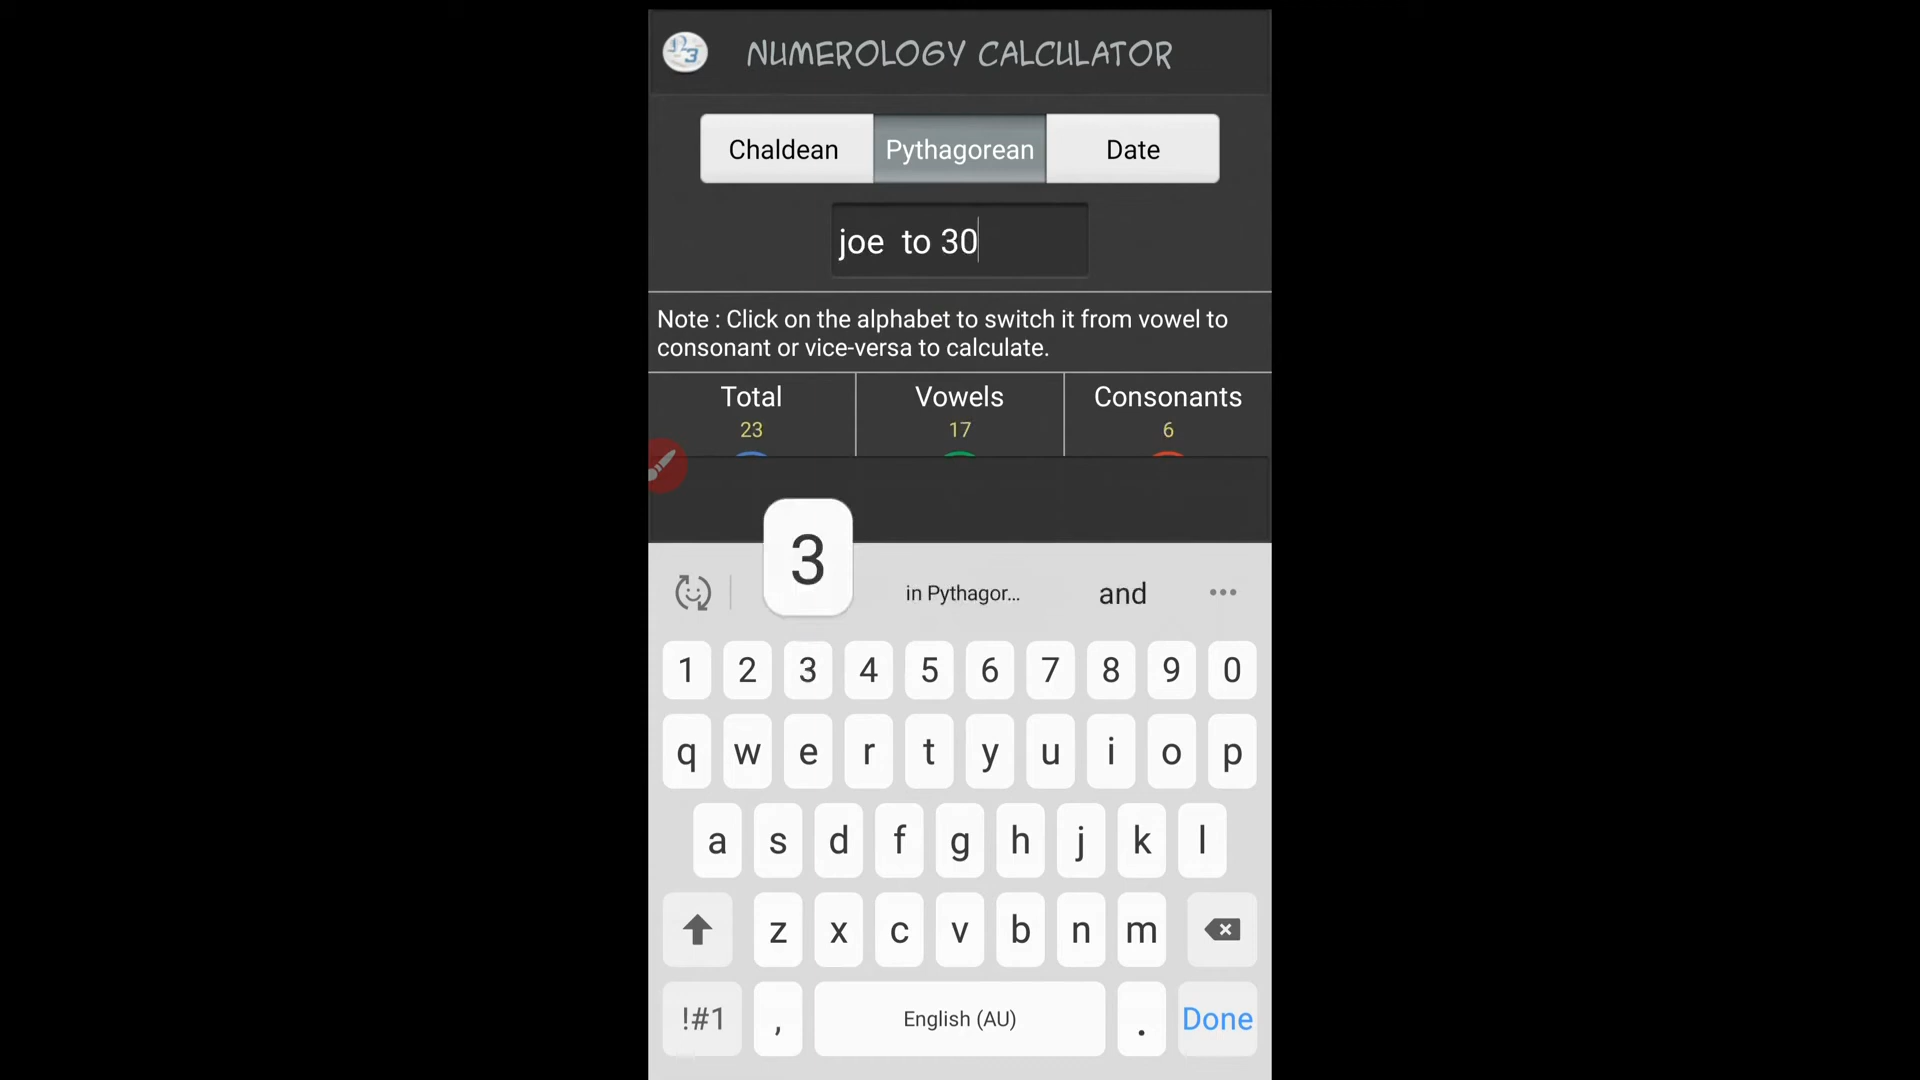 NUMEROLOGY CALCULATOR
Chaldean Pythagorean Date
joe  to 30
Note : Click on the alphabet to switch it from vowel to
consonant or vice-versa to calculate.
Total Vowels Consonants
23 17 6
3
in Pythagor... and
1 2 3 4 5 6 7 8 9 0
q w e r t y u i o p
a s d f g h j k l
z x c v b n m
!#1 , English (AU) . Done